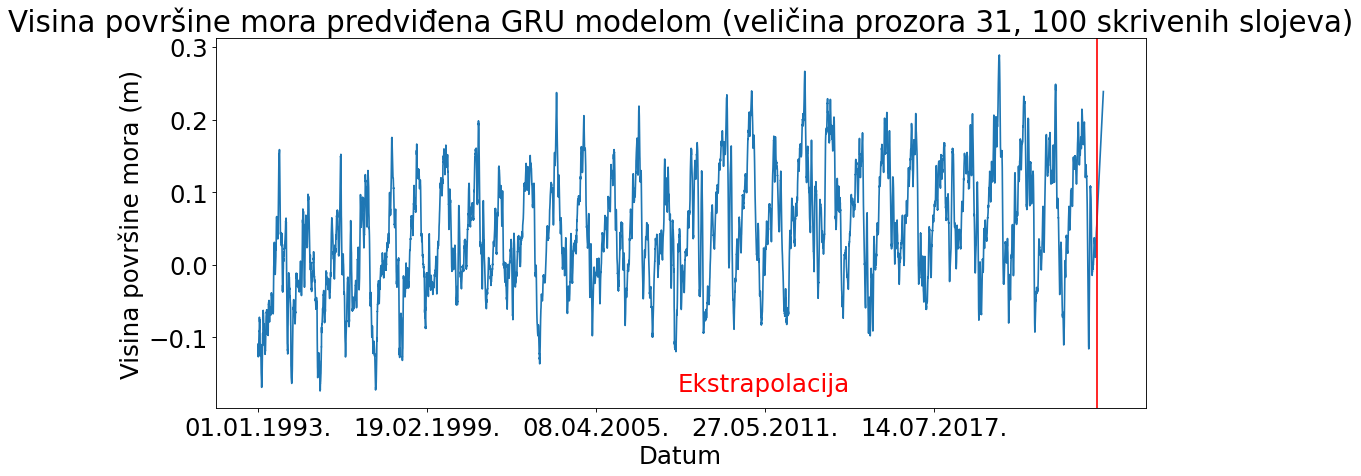 Visina površine mora predviđena GRU modelom (veličina prozora 31, 100 skrivenih slojeva)
Visina površine mora (m)
0.3
0.2
0.1
0.0
−0.1
Ekstrapolacija
01.01.1993. 19.02.1999. 08.04.2005. 27.05.2011. 14.07.2017.
Datum